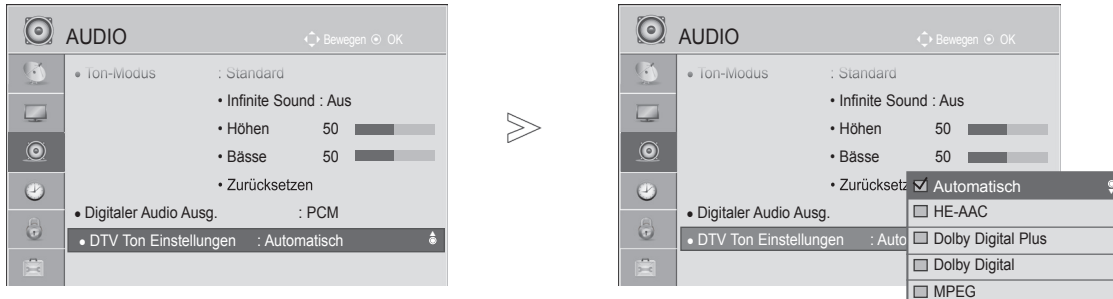 AUDIO
Bewegen OK
• Ton-Modus : Standard
• Infinite Sound : Aus
• Höhen 50
• Bässe 50
• Zurücksetzen
• Digitaler Audio Ausg. : PCM
• DTV Ton Einstellungen : Automatisch
AUDIO
Bewegen OK
• Ton-Modus : Standard
• Infinite Sound : Aus
• Höhen 50
• Bässe 50
• Zurücksetz
• Digitaler Audio Ausg.
• DTV Ton Einstellungen : Auto
Automatisch
HE-AAC
Dolby Digital Plus
Dolby Digital
MPEG